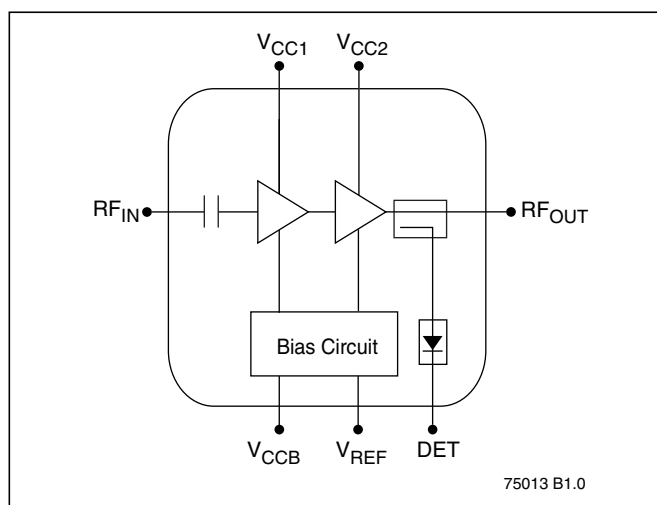 VCC1 VCC2
RFIN RFOUT
Bias Circuit
VCCB VREF DET
75013 B1.0